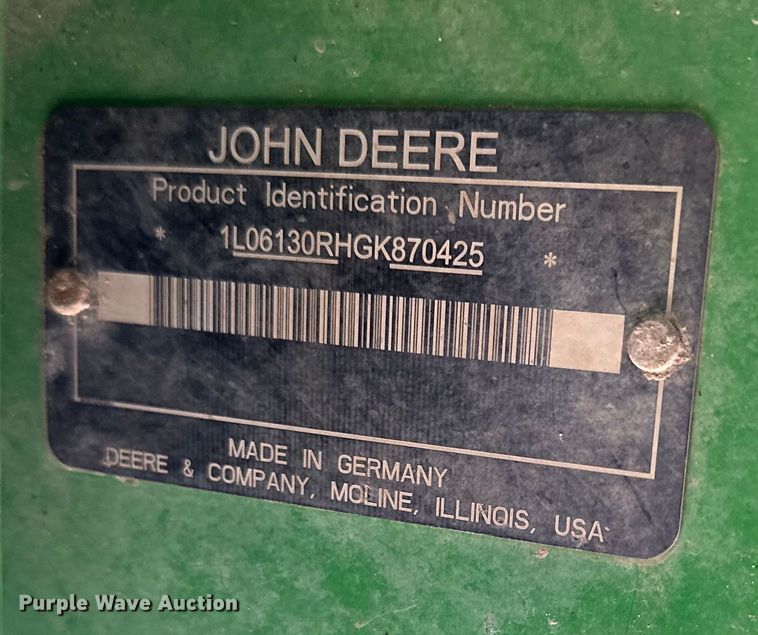 JOHN DEERE
Product Identification Number
* 1L06130RHGK870425 *
MADE IN GERMANY
DEERE & COMPANY, MOLINE, ILLINOIS, USA
Purple Wave Auction